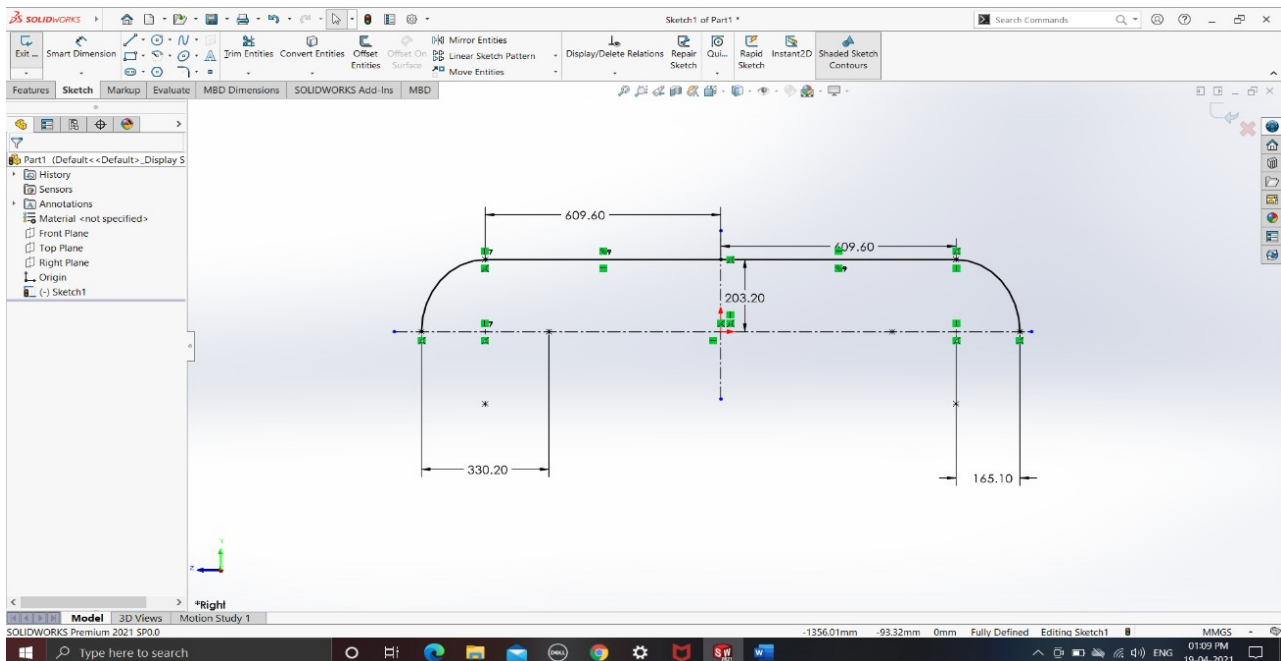 SOLIDWORKS
Sketch1 of Part1 *
Search Commands
Exit ...
Smart Dimension
Trim Entities
Convert Entities
Offset Entities
Offset On Surface
Mirror Entities
Linear Sketch Pattern
Move Entities
Display/Delete Relations
Repair Sketch
Qui...
Rapid Sketch
Instant2D
Shaded Sketch Contours
Features Sketch Markup Evaluate MBD Dimensions SOLIDWORKS Add-Ins MBD
Part1 (Default<<Default>_Display S
History
Sensors
Annotations
Material <not specified>
Front Plane
Top Plane
Right Plane
Origin
(-) Sketch1
609.60
609.60
203.20
330.20
165.10
Y
Z
*Right
Model 3D Views Motion Study 1
SOLIDWORKS Premium 2021 SP0.0
-1356.01mm -93.32mm 0mm Fully Defined Editing Sketch1 MMGS
Type here to search
DELL
SW
2021
W
ENG
01:09 PM
19-04-2021